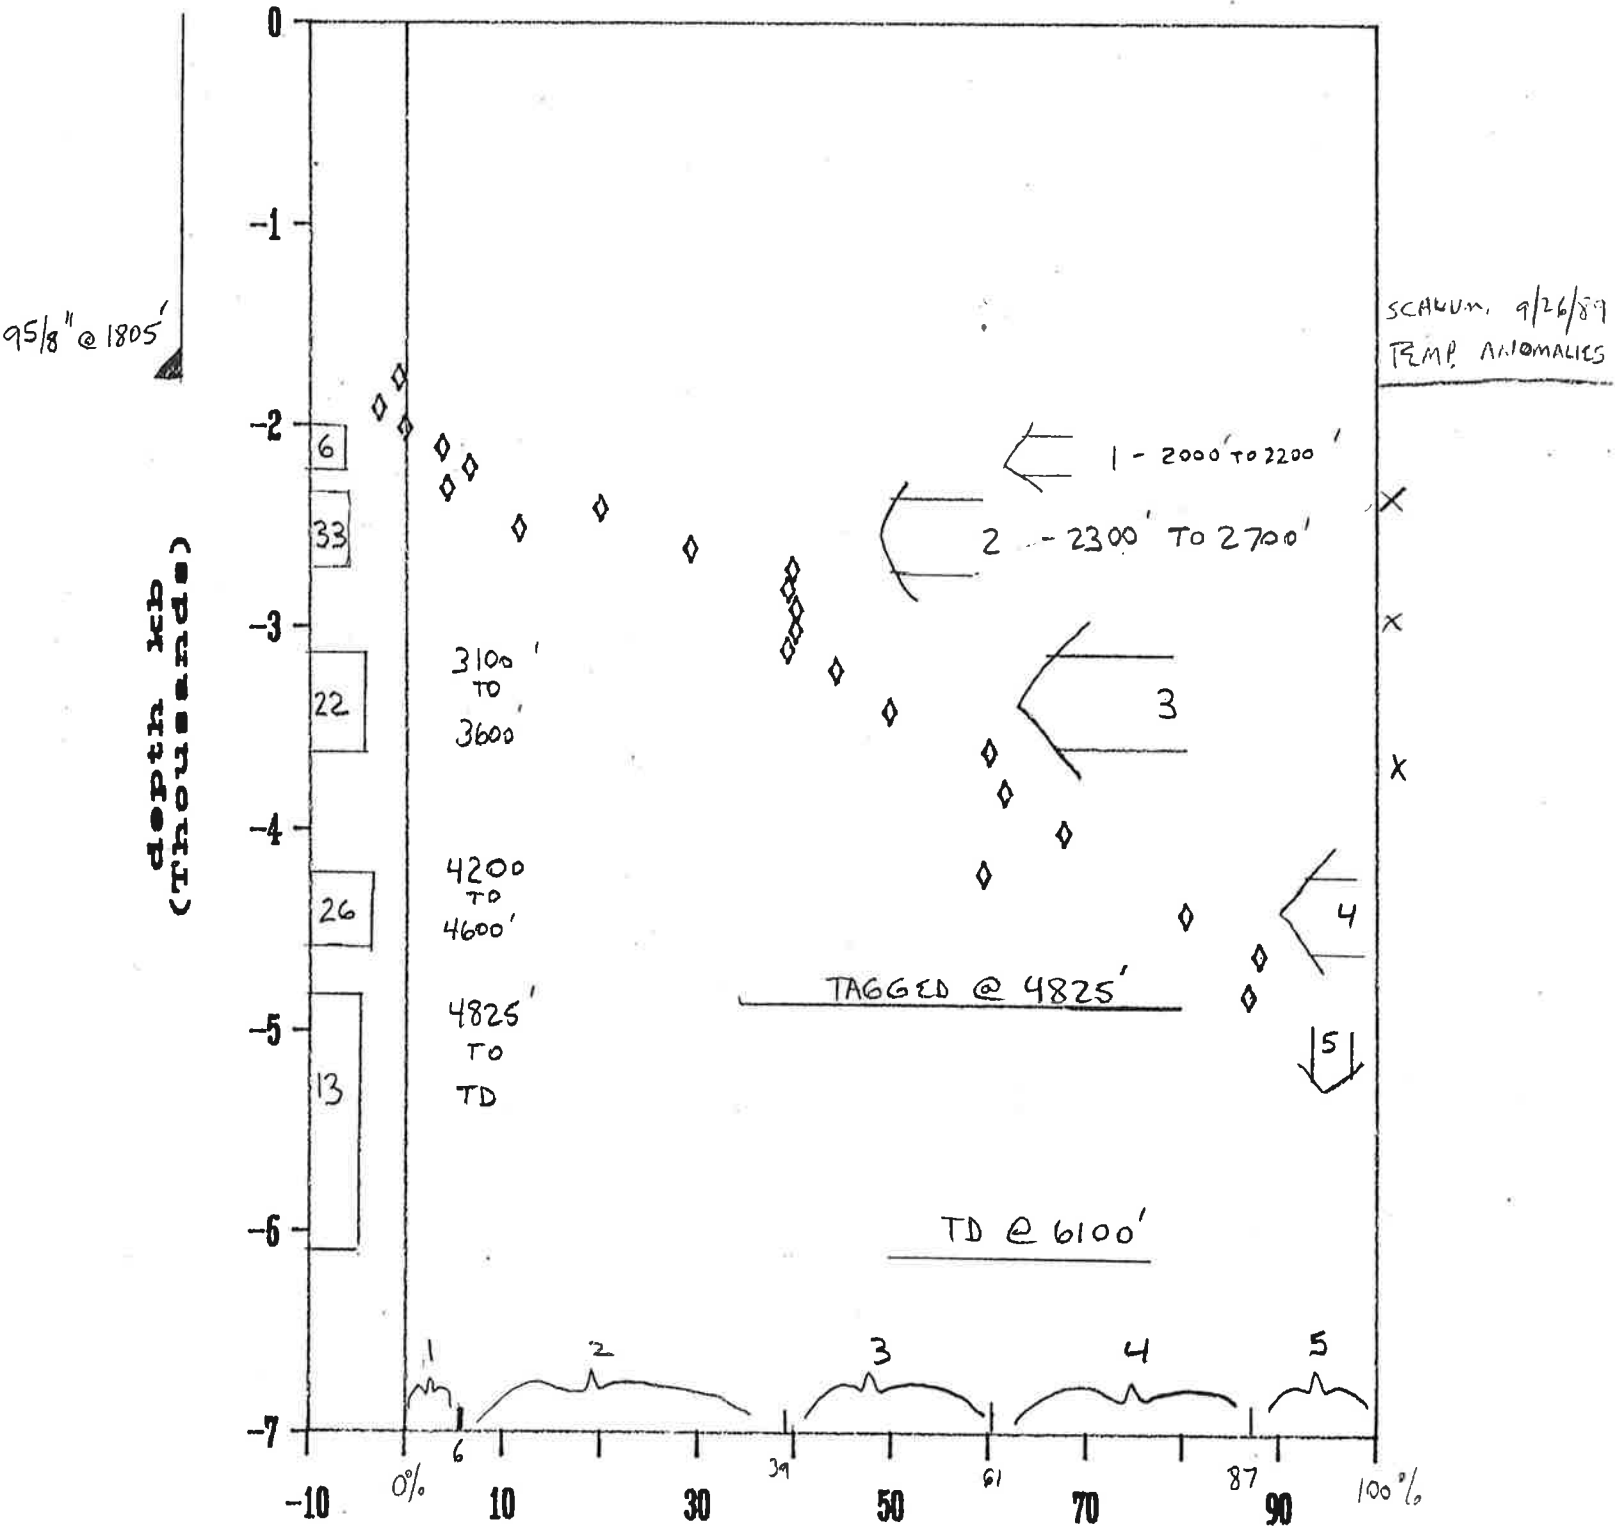 0
-1
95/8" @ 1805'
9/26/89
TEMP. ANOMALIES
-2
6
1 - 2000' TO 2200'
33
2 - 2300' TO 2700'
depth kb
(Thousands)
-3
22
3100'
TO
3600'
3
-4
26
4200
TO
4600'
4
TAGGED @ 4825'
-5
13
4825'
TO
TD
5
-6
TD @ 6100'
1 2 3 4 5
-7
6 39 61 87
0% 100%
-10 10 30 50 70 90